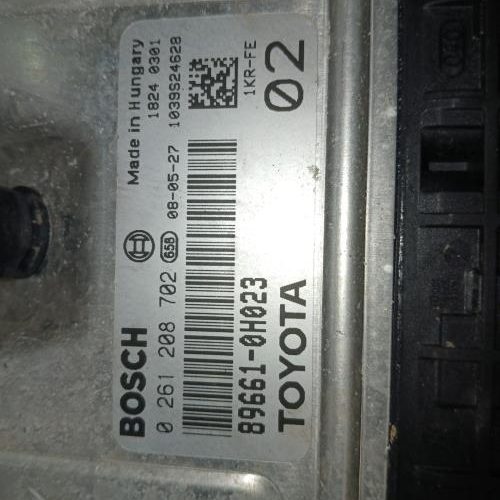 BOSCH
Made in Hungary
0 261 208 702
658
08-05-27
1824 0301
1039S24628
1KR-FE
89661-0H023
TOYOTA
02